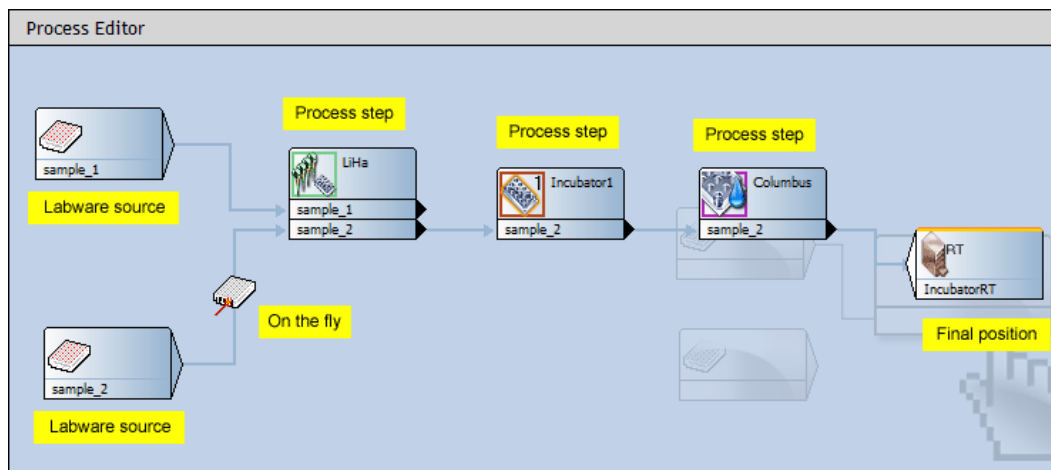 Process Editor
Process step
Process step
Process step
sample_1
Labware source
LiHa
sample_1
sample_2
1
Incubator1
sample_2
Columbus
sample_2
RT
IncubatorRT
On the fly
Final position
sample_2
Labware source